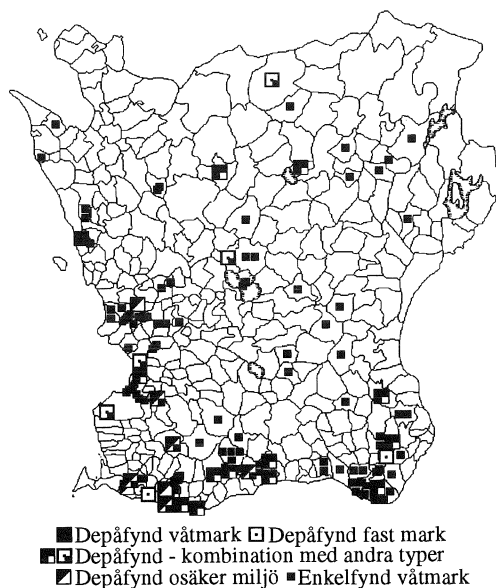 Depåfynd våtmark Depåfynd fast mark
Depåfynd - kombination med andra typer
Depåfynd osäker miljö Enkelfynd våtmark